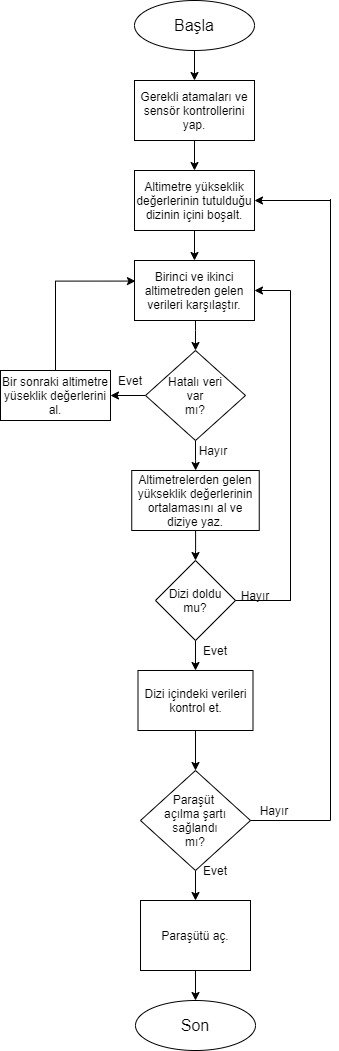 Başla
Gerekli atamaları ve
sensör kontrollerini
yap.
Altimetre yükseklik
değerlerinin tutulduğu
dizinin içini boşalt.
Birinci ve ikinci
altimetreden gelen
verileri karşılaştır.
Hatalı veri
var
mı?
Evet
Bir sonraki altimetre
yüseklik değerlerini
al.
Hayır
Altimetrelerden gelen
yükseklik değerlerinin
ortalamasını al ve
diziye yaz.
Dizi doldu
mu?
Hayır
Evet
Dizi içindeki verileri
kontrol et.
Paraşüt
açılma şartı
sağlandı
mı?
Hayır
Evet
Paraşütü aç.
Son